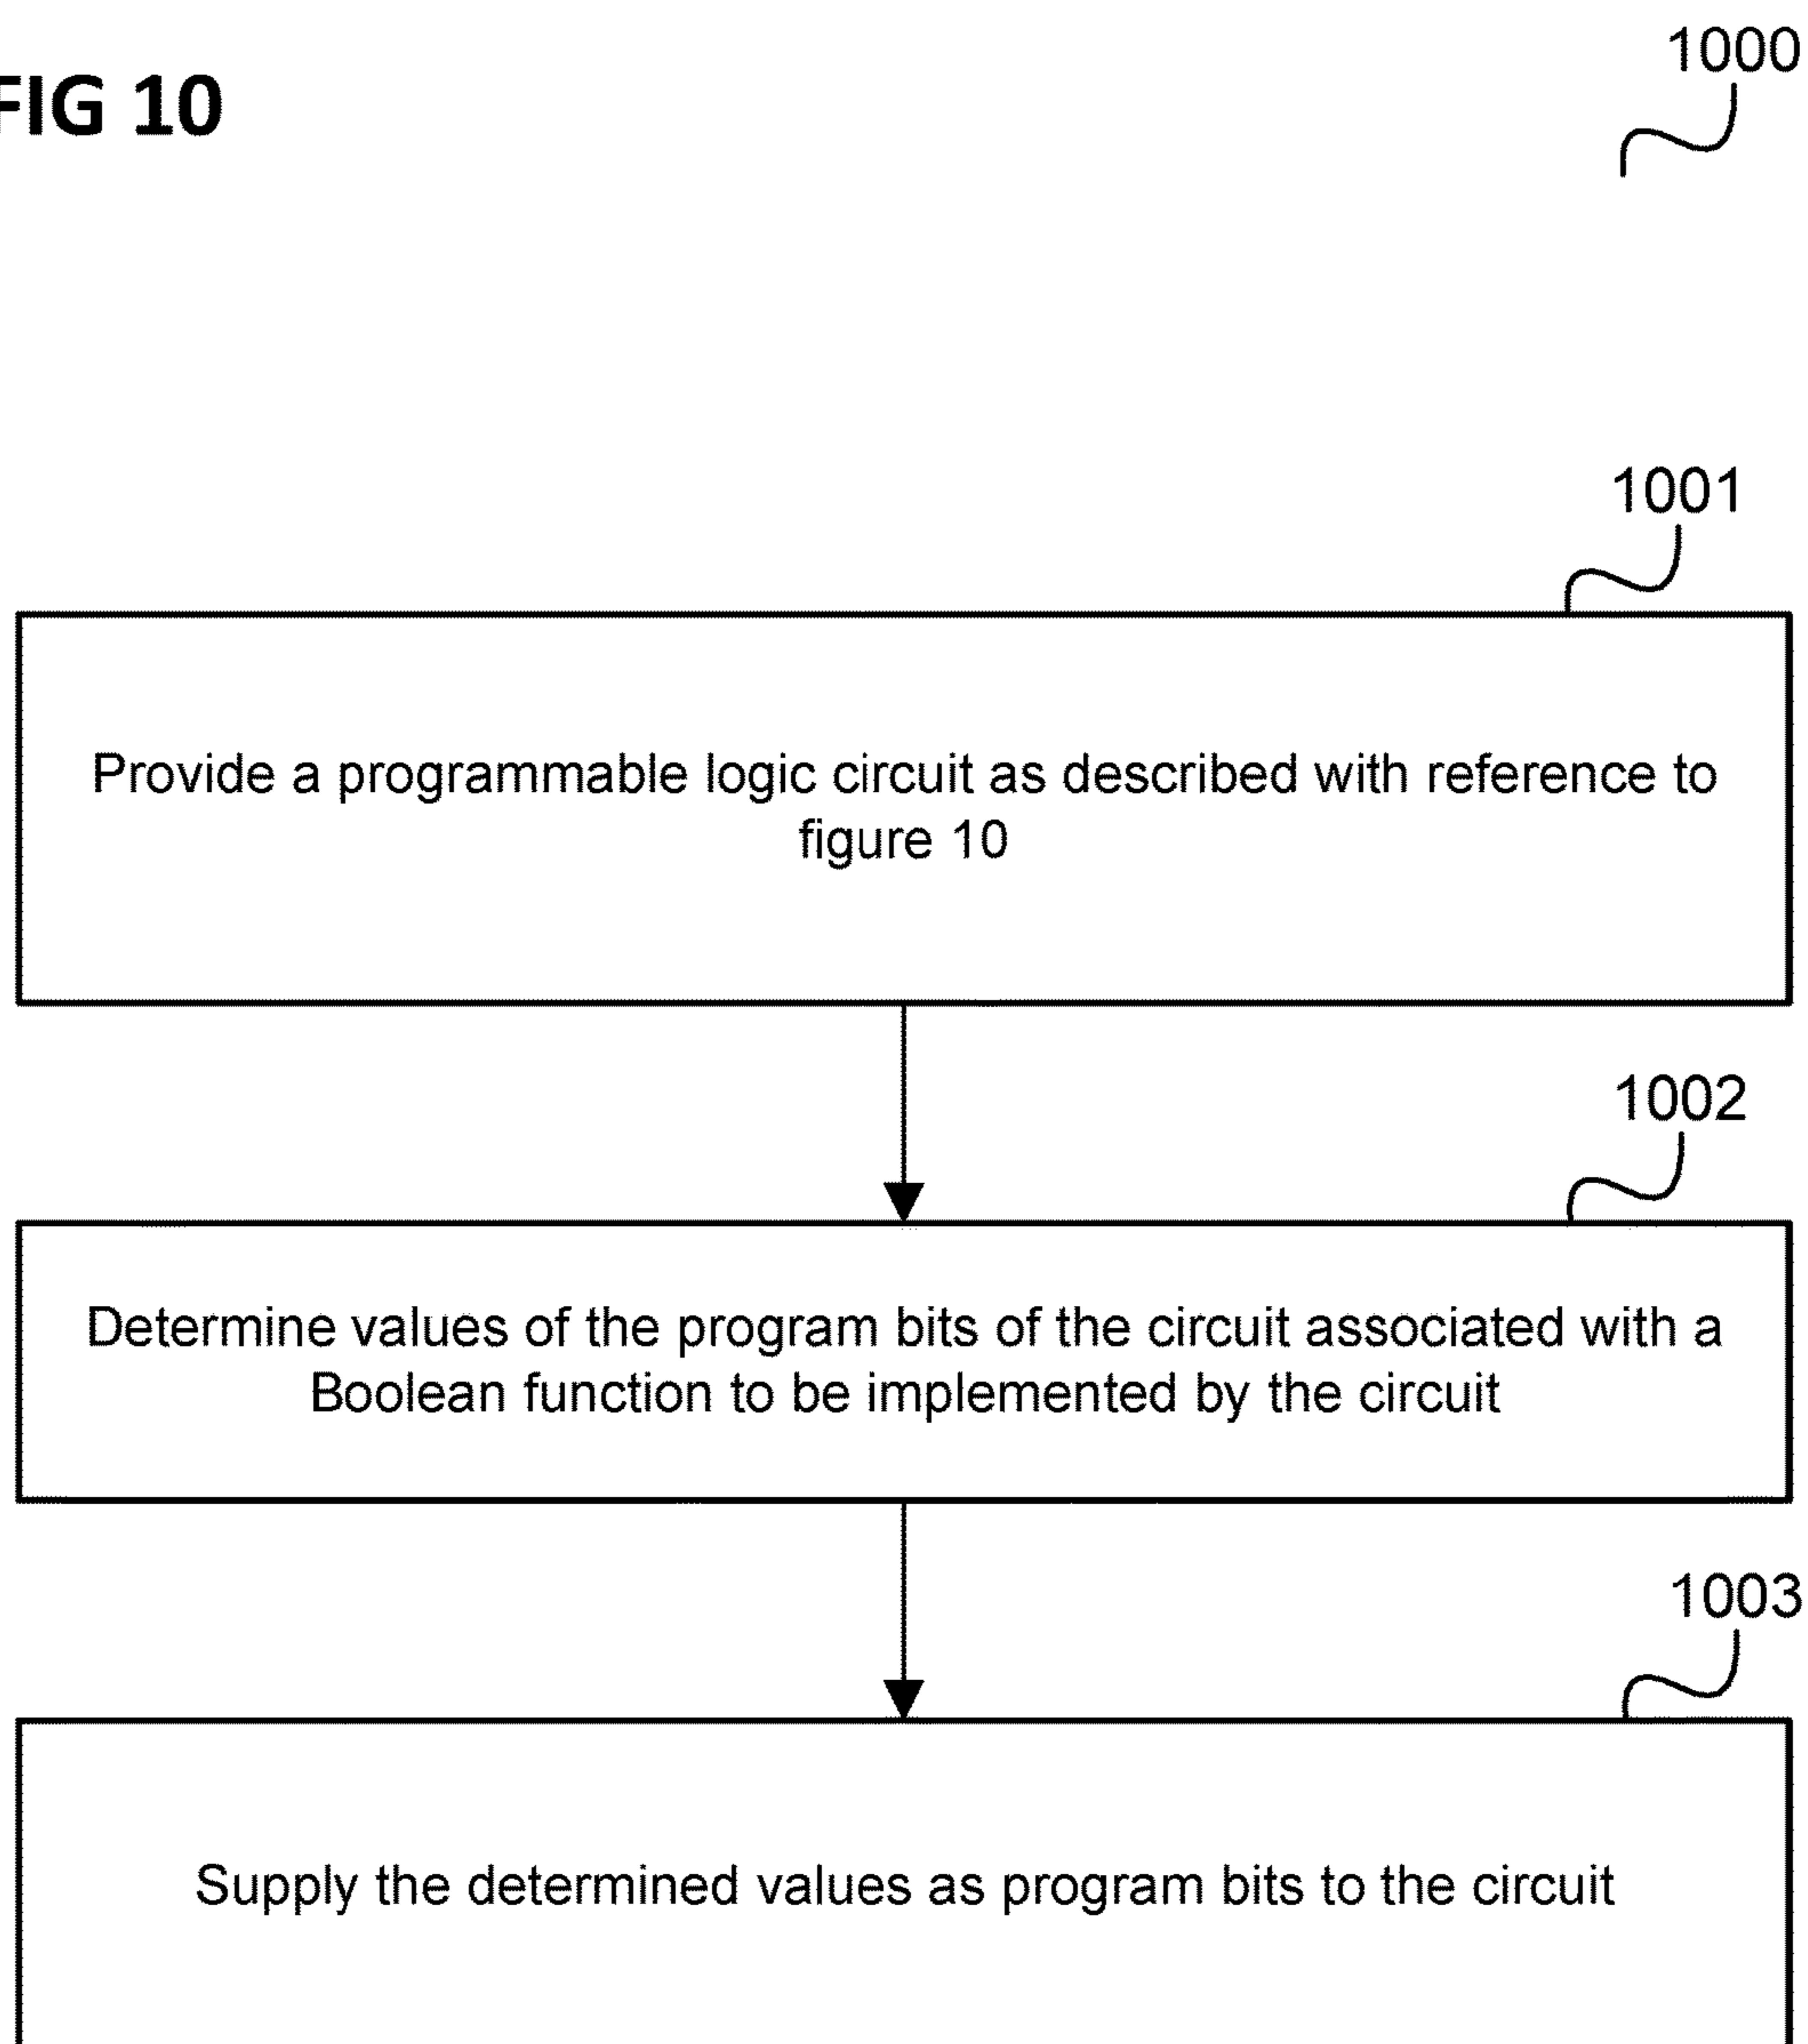 FIG 10
1000
1001
Provide a programmable logic circuit as described with reference to
figure 10
1002
Determine values of the program bits of the circuit associated with a
Boolean function to be implemented by the circuit
1003
Supply the determined values as program bits to the circuit